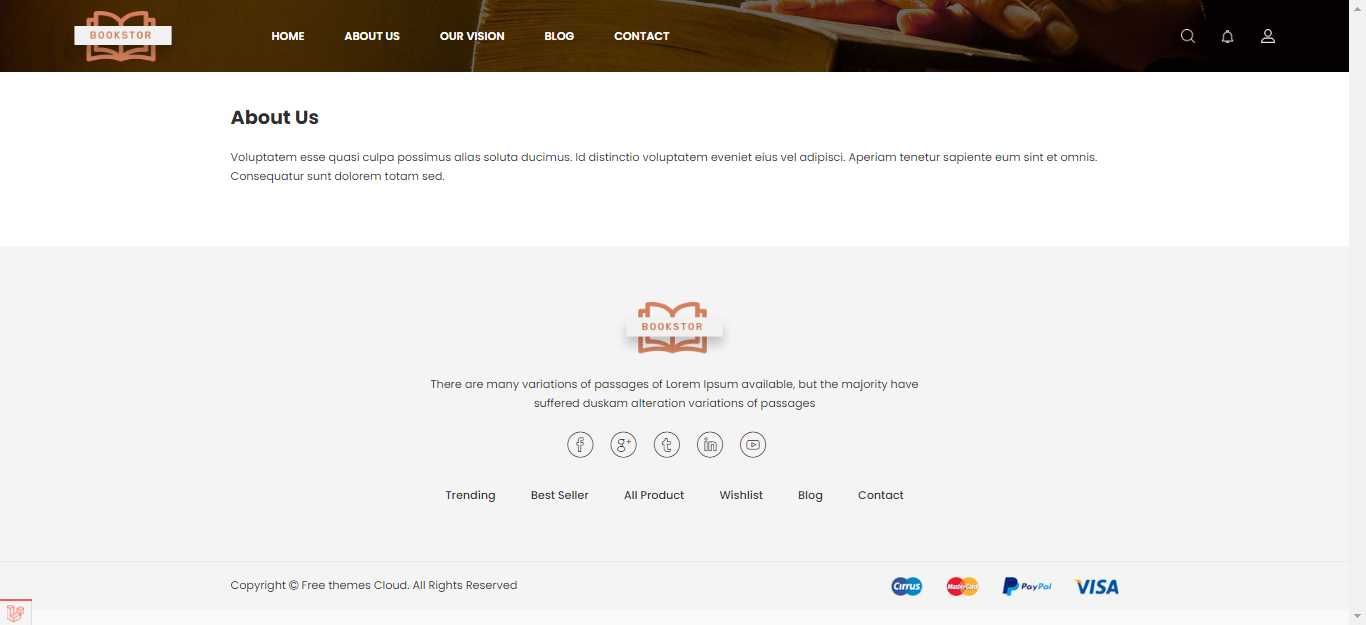 BOOKSTOR
HOME ABOUT US OUR VISION BLOG CONTACT
About Us
Voluptatem esse quasi culpa possimus alias soluta ducimus. Id distinctio voluptatem eveniet eius vel adipisci. Aperiam tenetur sapiente eum sint et omnis.
Consequatur sunt dolorem totam sed.
BOOKSTOR
There are many variations of passages of Lorem Ipsum available, but the majority have
suffered duskam alteration variations of passages
f g+ t in
Trending Best Seller All Product Wishlist Blog Contact
Copyright © Free themes Cloud. All Rights Reserved
Cirrus MasterCard PayPal VISA